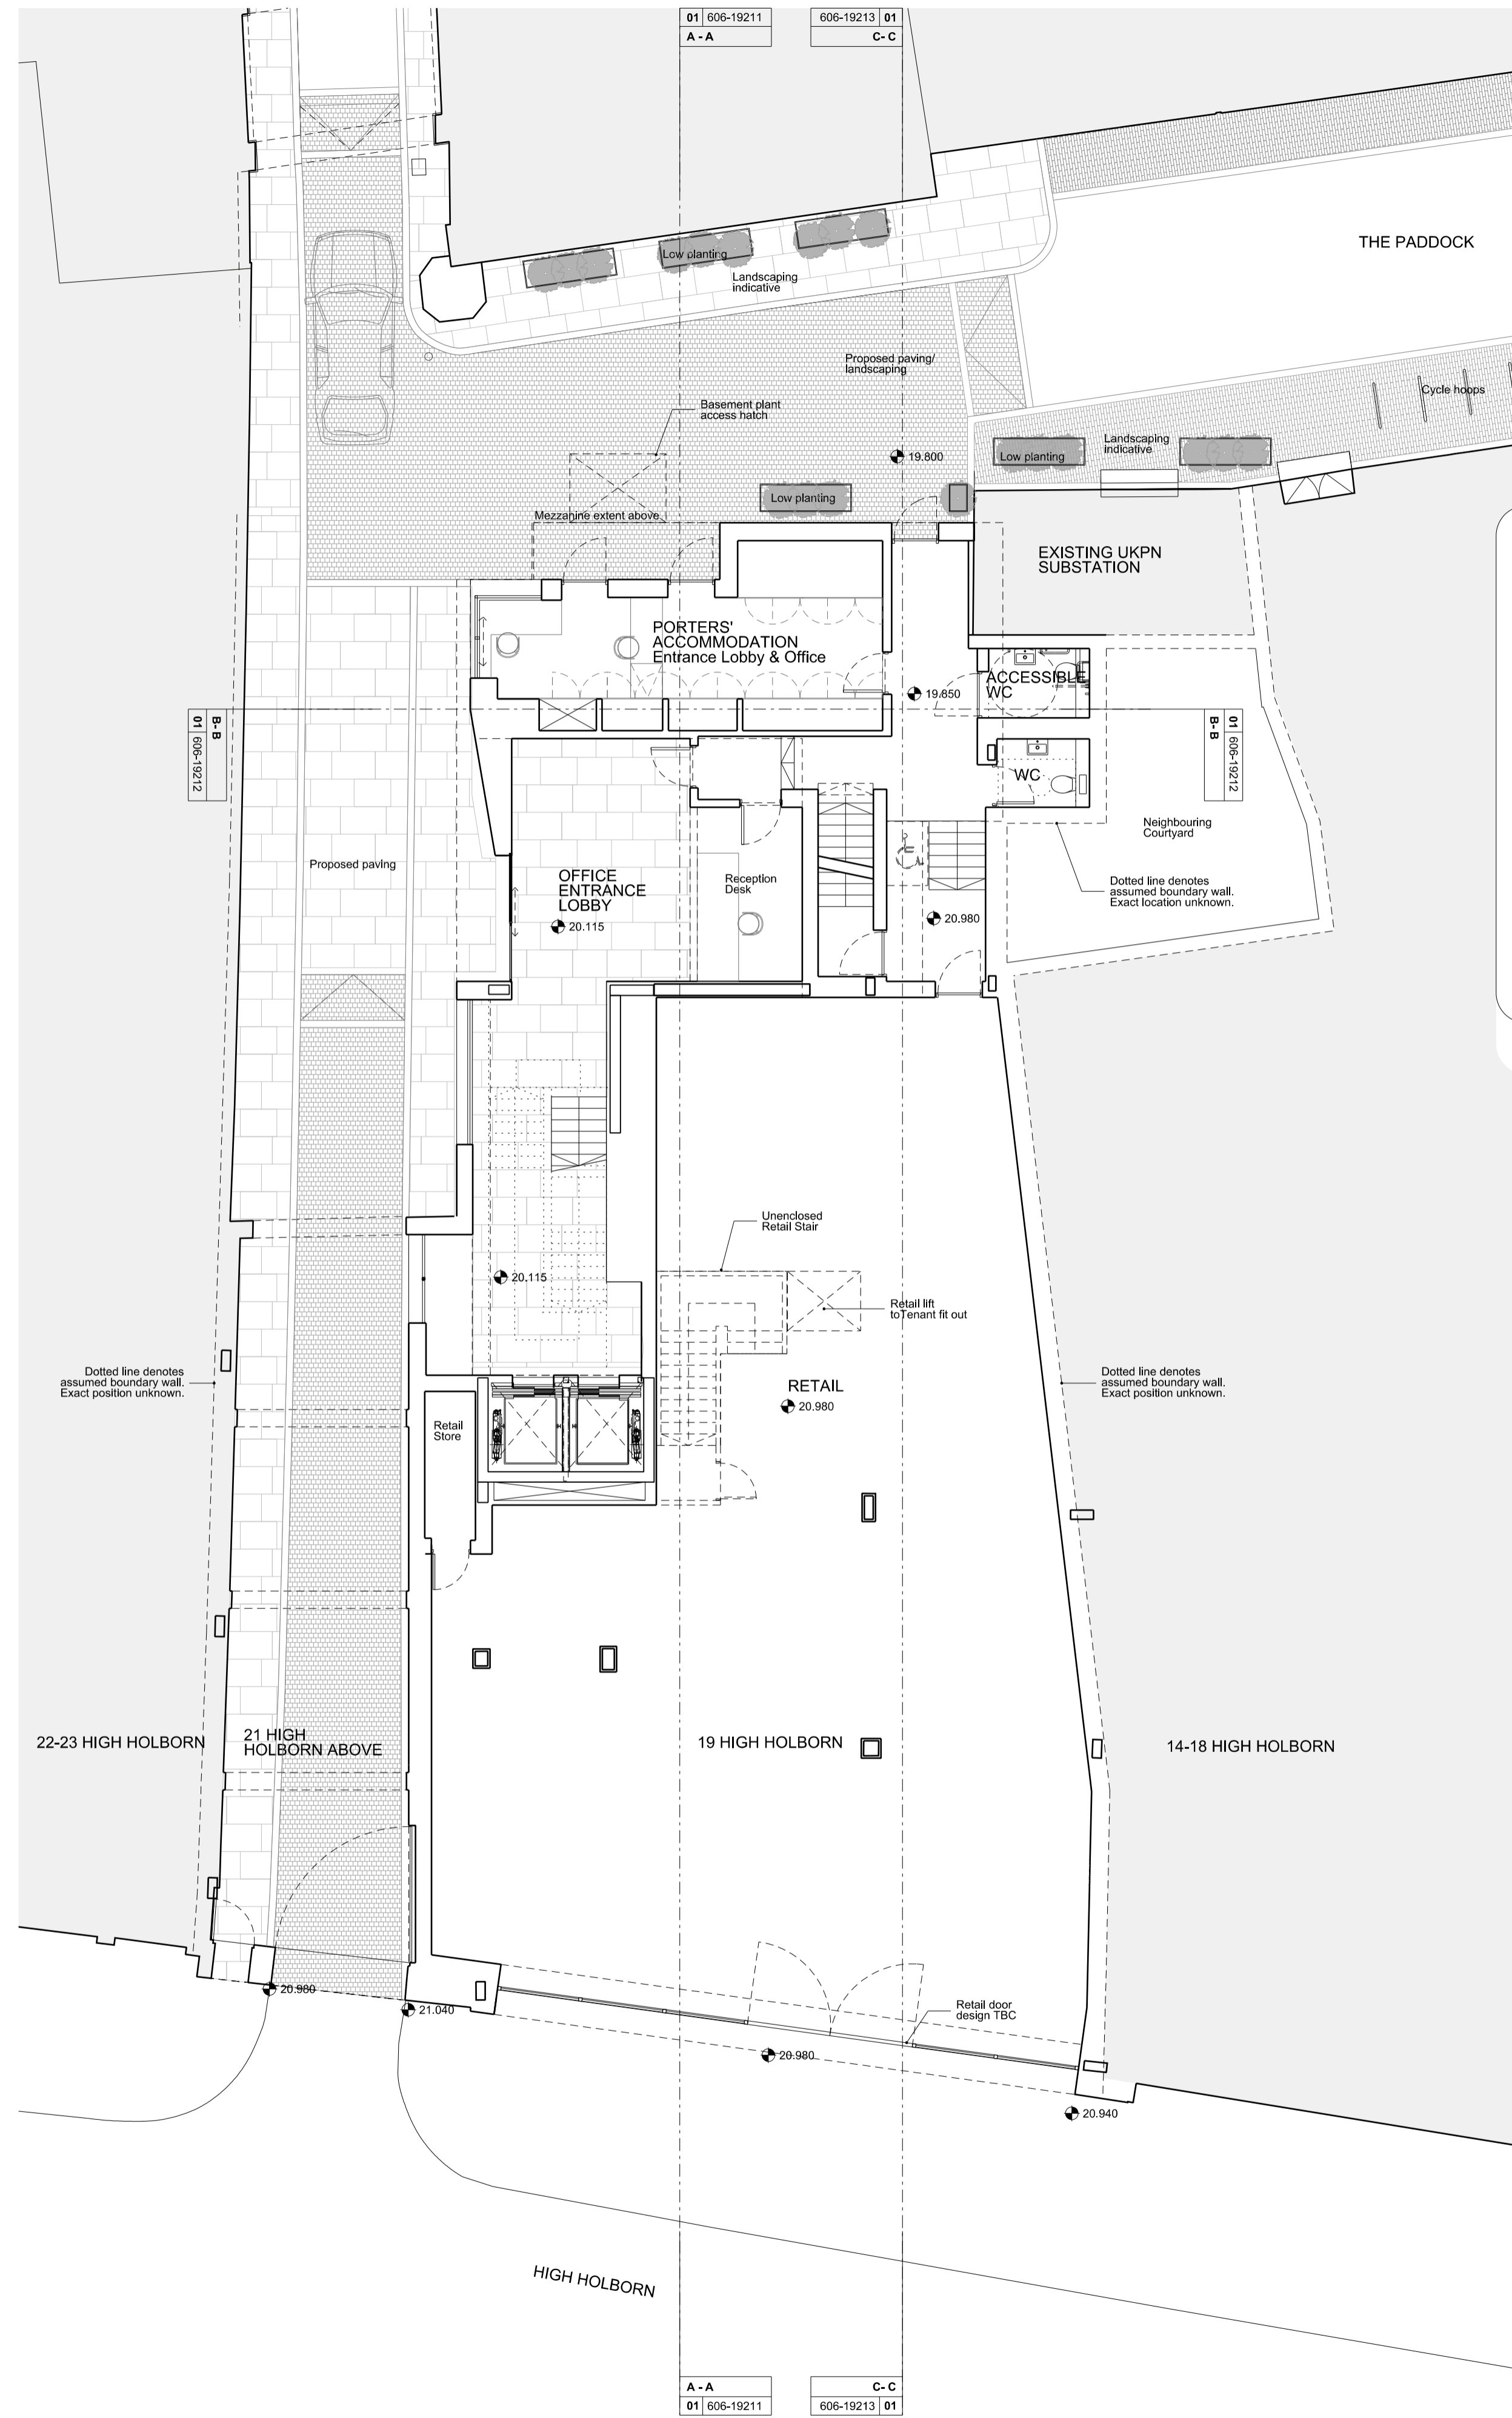 01 606-19211
A - A
606-19213 01
C- C
THE PADDOCK
Low planting
Landscaping
indicative
Proposed paving/
landscaping
Cycle hoops
Basement plant
access hatch
Landscaping
indicative
Low planting
19.800
Low planting
Mezzanine extent above
EXISTING UKPN
SUBSTATION
PORTERS'
ACCOMMODATION
Entrance Lobby & Office
ACCESSIBLE
WC
19.850
B- B
01 606-19212
01 606-19212
B- B
WC
Neighbouring
Courtyard
Proposed paving
OFFICE
ENTRANCE
LOBBY
20.115
Reception
Desk
Dotted line denotes
assumed boundary wall.
Exact location unknown.
20.980
Unenclosed
Retail Stair
20.115
Retail lift
toTenant fit out
Dotted line denotes
assumed boundary wall.
Exact position unknown.
RETAIL
20.980
Dotted line denotes
assumed boundary wall.
Exact position unknown.
Retail
Store
22-23 HIGH HOLBORN
21 HIGH
HOLBORN ABOVE
19 HIGH HOLBORN
14-18 HIGH HOLBORN
20.980
21.040
Retail door
design TBC
20.980
20.940
HIGH HOLBORN
A - A
01 606-19211
C- C
606-19213 01